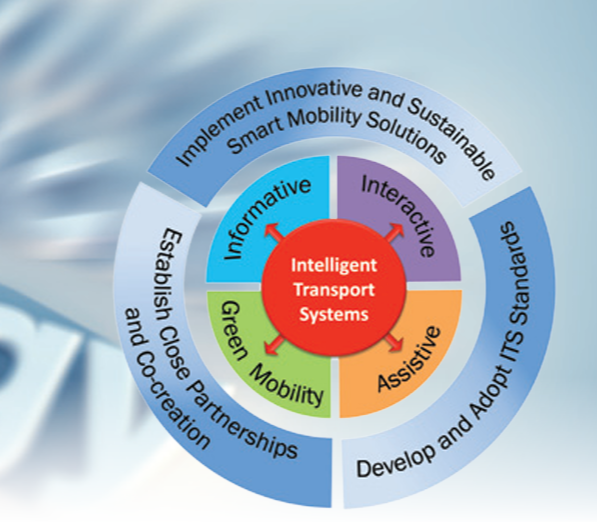 Implement Innovative and Sustainable
Smart Mobility Solutions
Informative
Interactive
Intelligent
Transport
Systems
Green Mobility
Assistive
Establish Close Partnerships
and Co-creation
Develop and Adopt ITS Standards